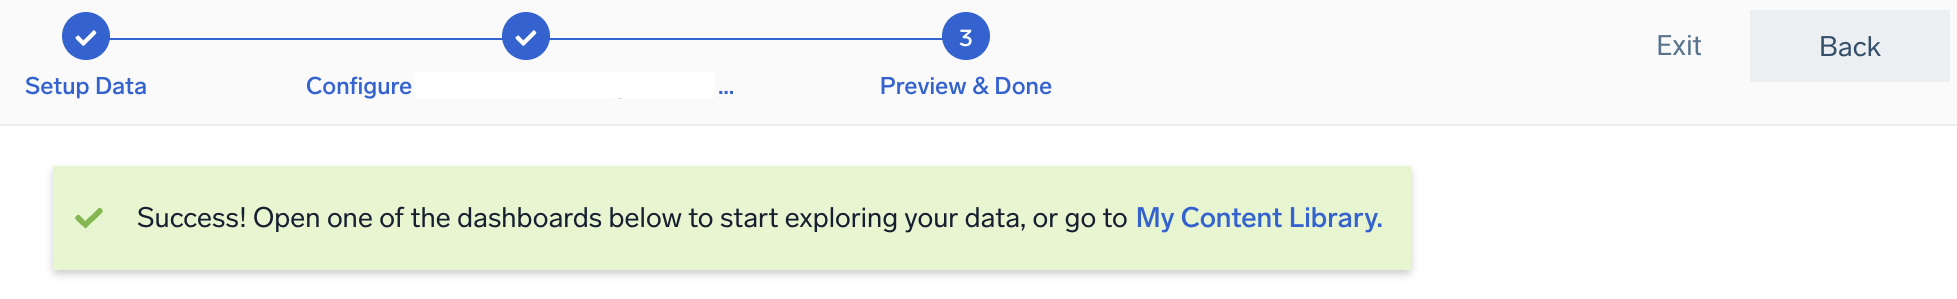 3
Exit
Back
Setup Data
Configure ...
Preview & Done
Success! Open one of the dashboards below to start exploring your data, or go to My Content Library.